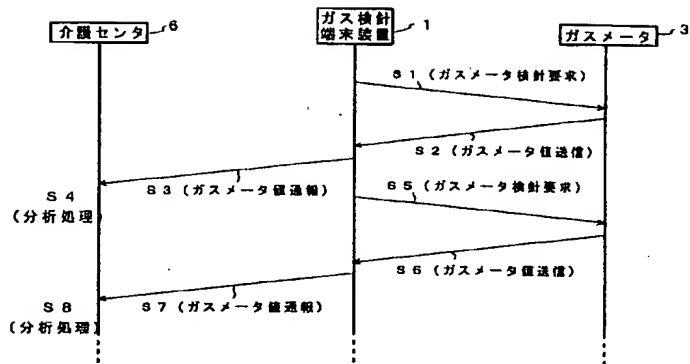 介護センタ 6
ガス検針
端末装置 1
ガスメータ 3
S1 (ガスメータ検針要求)
S2 (ガスメータ値送信)
S3 (ガスメータ値通報)
S4
(分析処理)
S5 (ガスメータ検針要求)
S6 (ガスメータ値送信)
S7 (ガスメータ値通報)
S8
(分析処理)